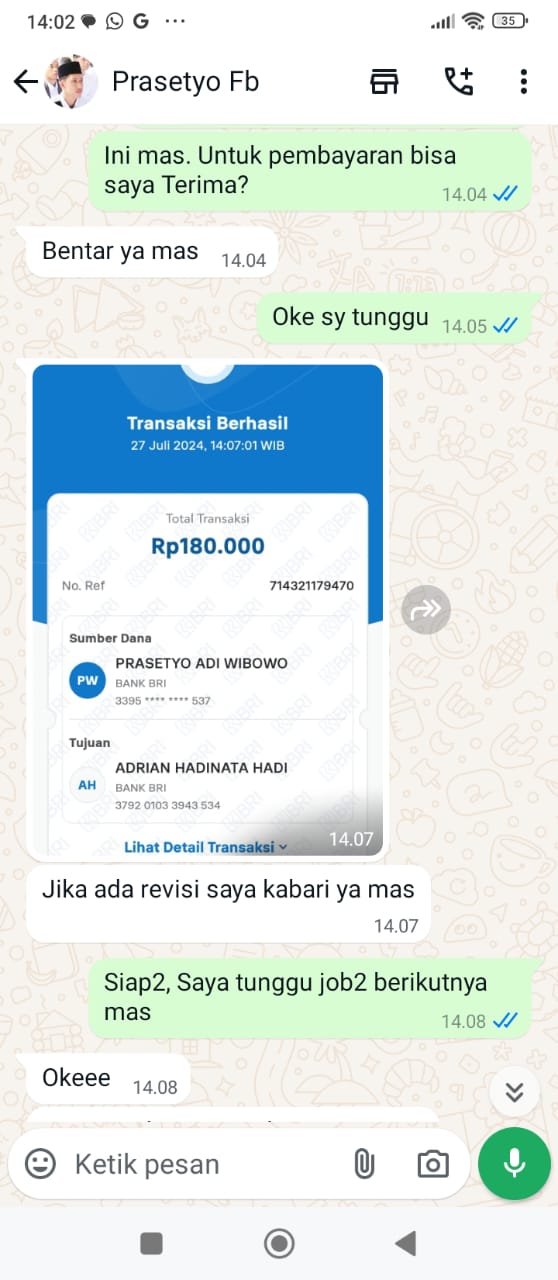 14:02
35
Prasetyo Fb
Ini mas. Untuk pembayaran bisa
saya Terima?
14.04
Bentar ya mas
14.04
Oke sy tunggu
14.05
Transaksi Berhasil
27 Juli 2024, 14:07:01 WIB
Total Transaksi
Rp180.000
No. Ref
714321179470
Sumber Dana
PW
PRASETYO ADI WIBOWO
BANK BRI
3395 **** **** 537
Tujuan
AH
ADRIAN HADINATA HADI
BANK BRI
3792 0103 3943 534
Lihat Detail Transaksi
14.07
Jika ada revisi saya kabari ya mas
14.07
Siap2, Saya tunggu job2 berikutnya
mas
14.08
Okeee
14.08
Ketik pesan